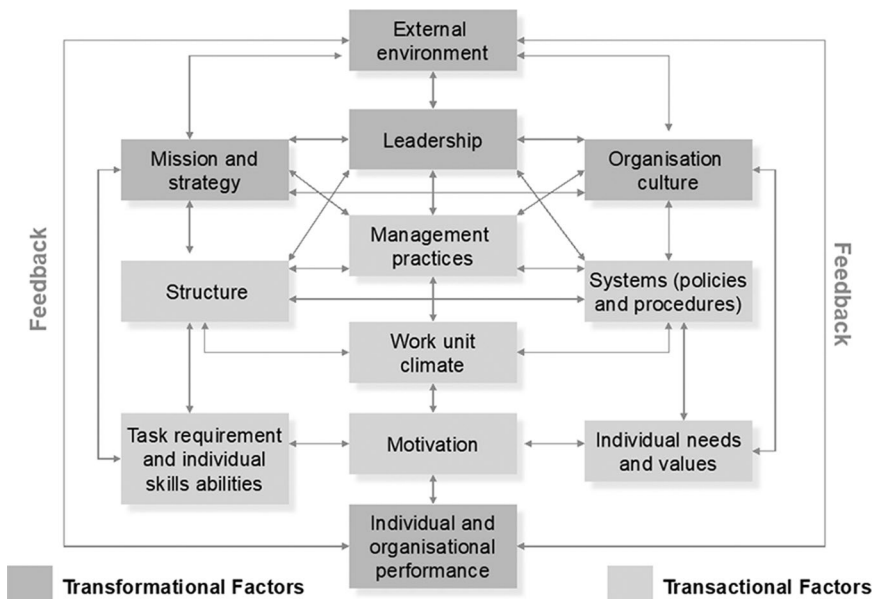 External
environment
Leadership
Mission and
strategy
Organisation
culture
Management
practices
Structure
Systems (policies
and procedures)
Feedback
Feedback
Work unit
climate
Task requirement
and individual
skills abilities
Motivation
Individual needs
and values
Individual and
organisational
performance
Transformational Factors
Transactional Factors